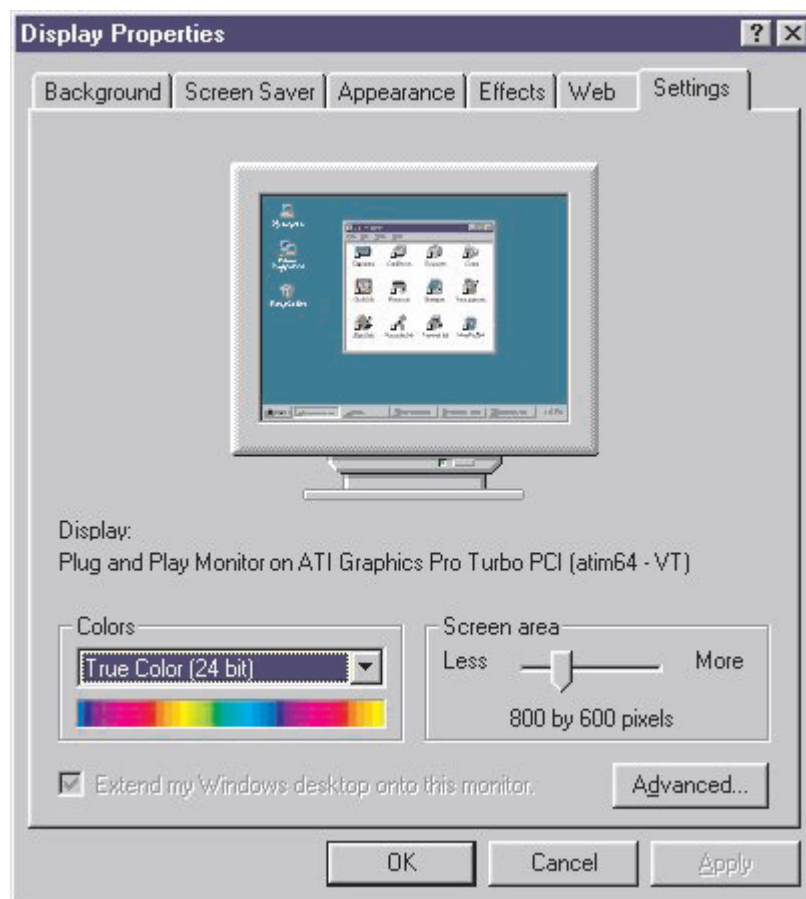 Display Properties
Background Screen Saver Appearance Effects Web Settings
Display:
Plug and Play Monitor on ATI Graphics Pro Turbo PCI (atim64 - VT)
Colors
True Color (24 bit)
Screen area
Less More
800 by 600 pixels
Extend my Windows desktop onto this monitor.
Advanced...
OK Cancel Apply